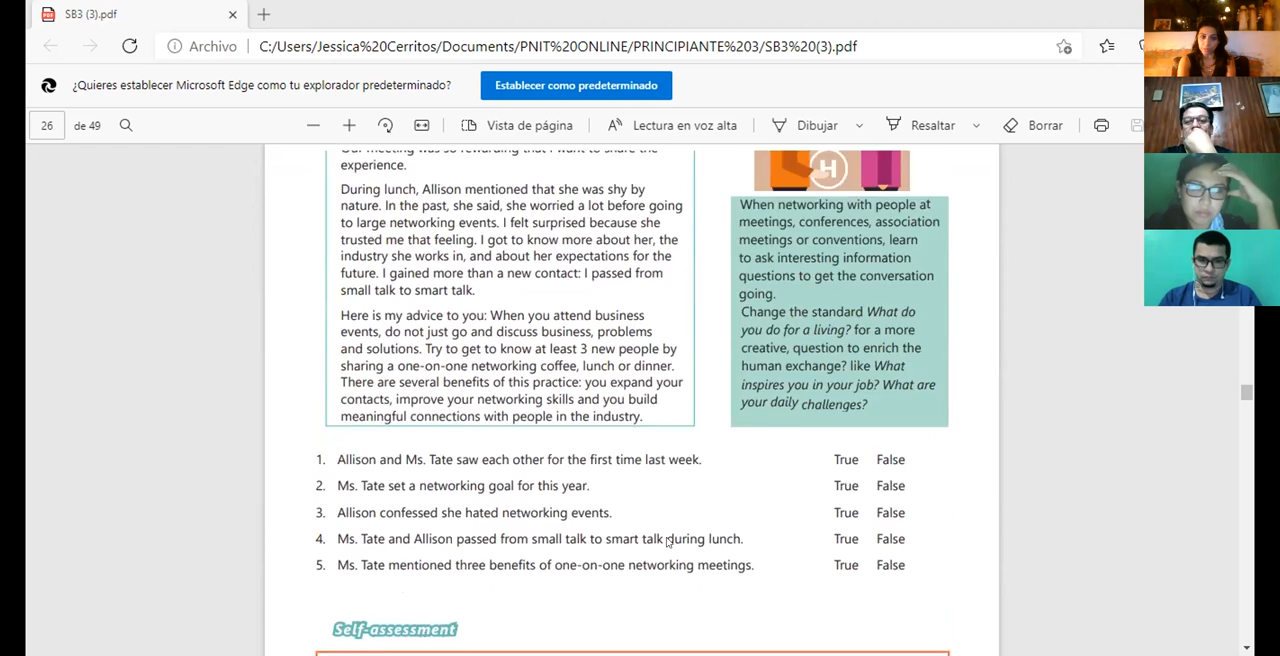 SB3 (3).pdf
Archivo
C:/Users/Jessica%20Cerritos/Documents/PNIT%20ONLINE/PRINCIPIANTE%203/SB3%20(3).pdf
¿Quieres establecer Microsoft Edge como tu explorador predeterminado?
Establecer como predeterminado
26 de 49
Vista de página
Lectura en voz alta
Dibujar
Resaltar
Borrar
Our meeting was so rewarding that I want to share the
experience.
During lunch, Allison mentioned that she was shy by
nature. In the past, she said, she worried a lot before going
to large networking events. I felt surprised because she
trusted me that feeling. I got to know more about her, the
industry she works in, and about her expectations for the
future. I gained more than a new contact: I passed from
small talk to smart talk.
Here is my advice to you: When you attend business
events, do not just go and discuss business, problems
and solutions. Try to get to know at least 3 new people by
sharing a one-on-one networking coffee, lunch or dinner.
There are several benefits of this practice: you expand your
contacts, improve your networking skills and you build
meaningful connections with people in the industry.
H
When networking with people at
meetings, conferences, association
meetings or conventions, learn
to ask interesting information
questions to get the conversation
going.
Change the standard What do
you do for a living? for a more
creative, question to enrich the
human exchange? like What
inspires you in your job? What are
your daily challenges?
1. Allison and Ms. Tate saw each other for the first time last week. True False
2. Ms. Tate set a networking goal for this year. True False
3. Allison confessed she hated networking events. True False
4. Ms. Tate and Allison passed from small talk to smart talk during lunch. True False
5. Ms. Tate mentioned three benefits of one-on-one networking meetings. True False
Self-assessment